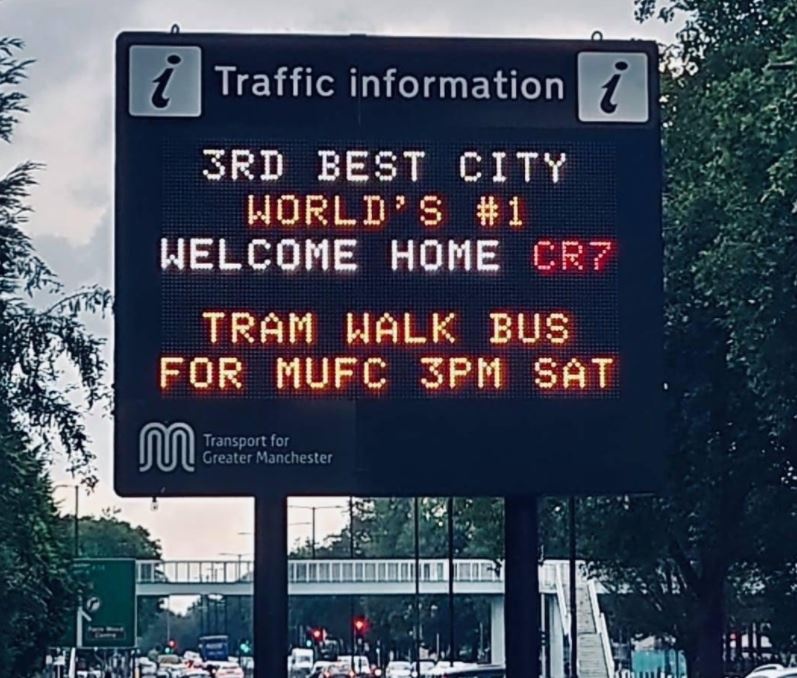 i Traffic information i
3RD BEST CITY
WORLD'S #1
WELCOME HOME CR7
TRAM WALK BUS
FOR MUFC 3PM SAT
Transport for
Greater Manchester